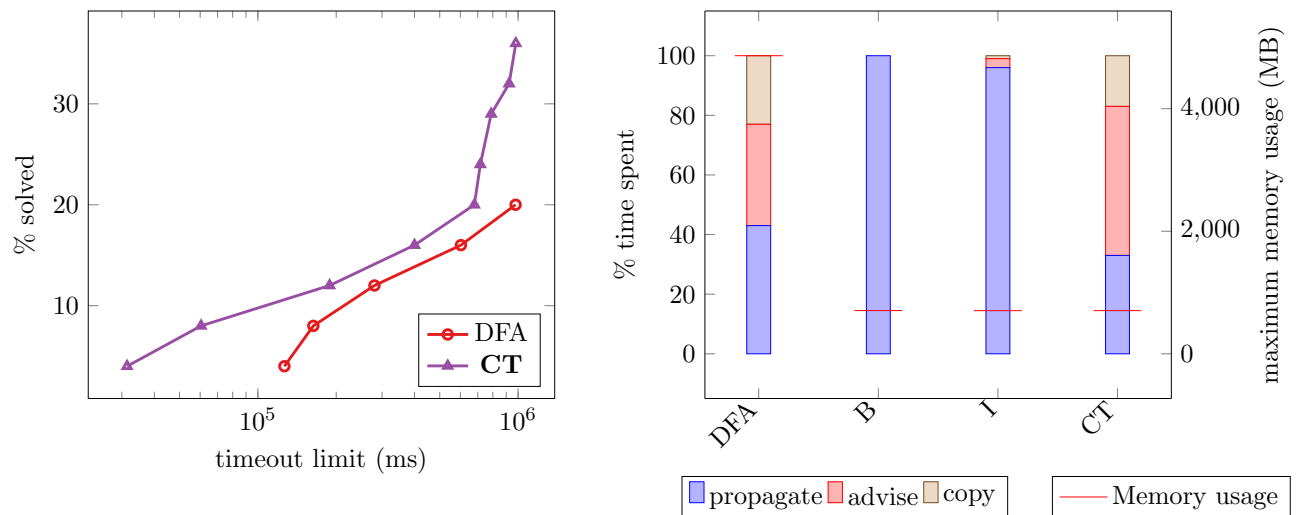 % solved
30
20
10
10^5
10^6
timeout limit (ms)
DFA
CT
% time spent
100
80
60
40
20
0
4,000
2,000
0
maximum memory usage (MB)
DFA
B
I
CT
propagate advise copy
Memory usage